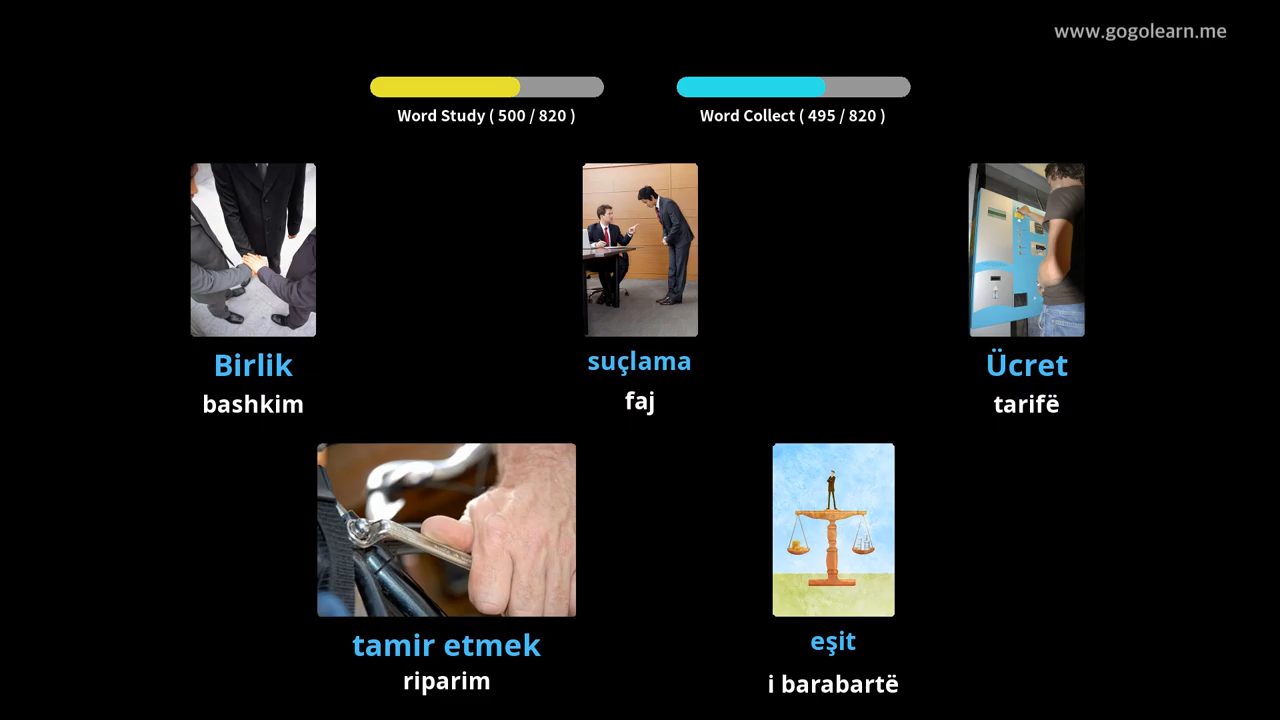 www.gogolearn.me
Word Study ( 500 / 820 )
Word Collect ( 495 / 820 )
Birlik
bashkim
suçlama
faj
Ücret
tarifë
tamir etmek
riparim
eşit
i barabartë